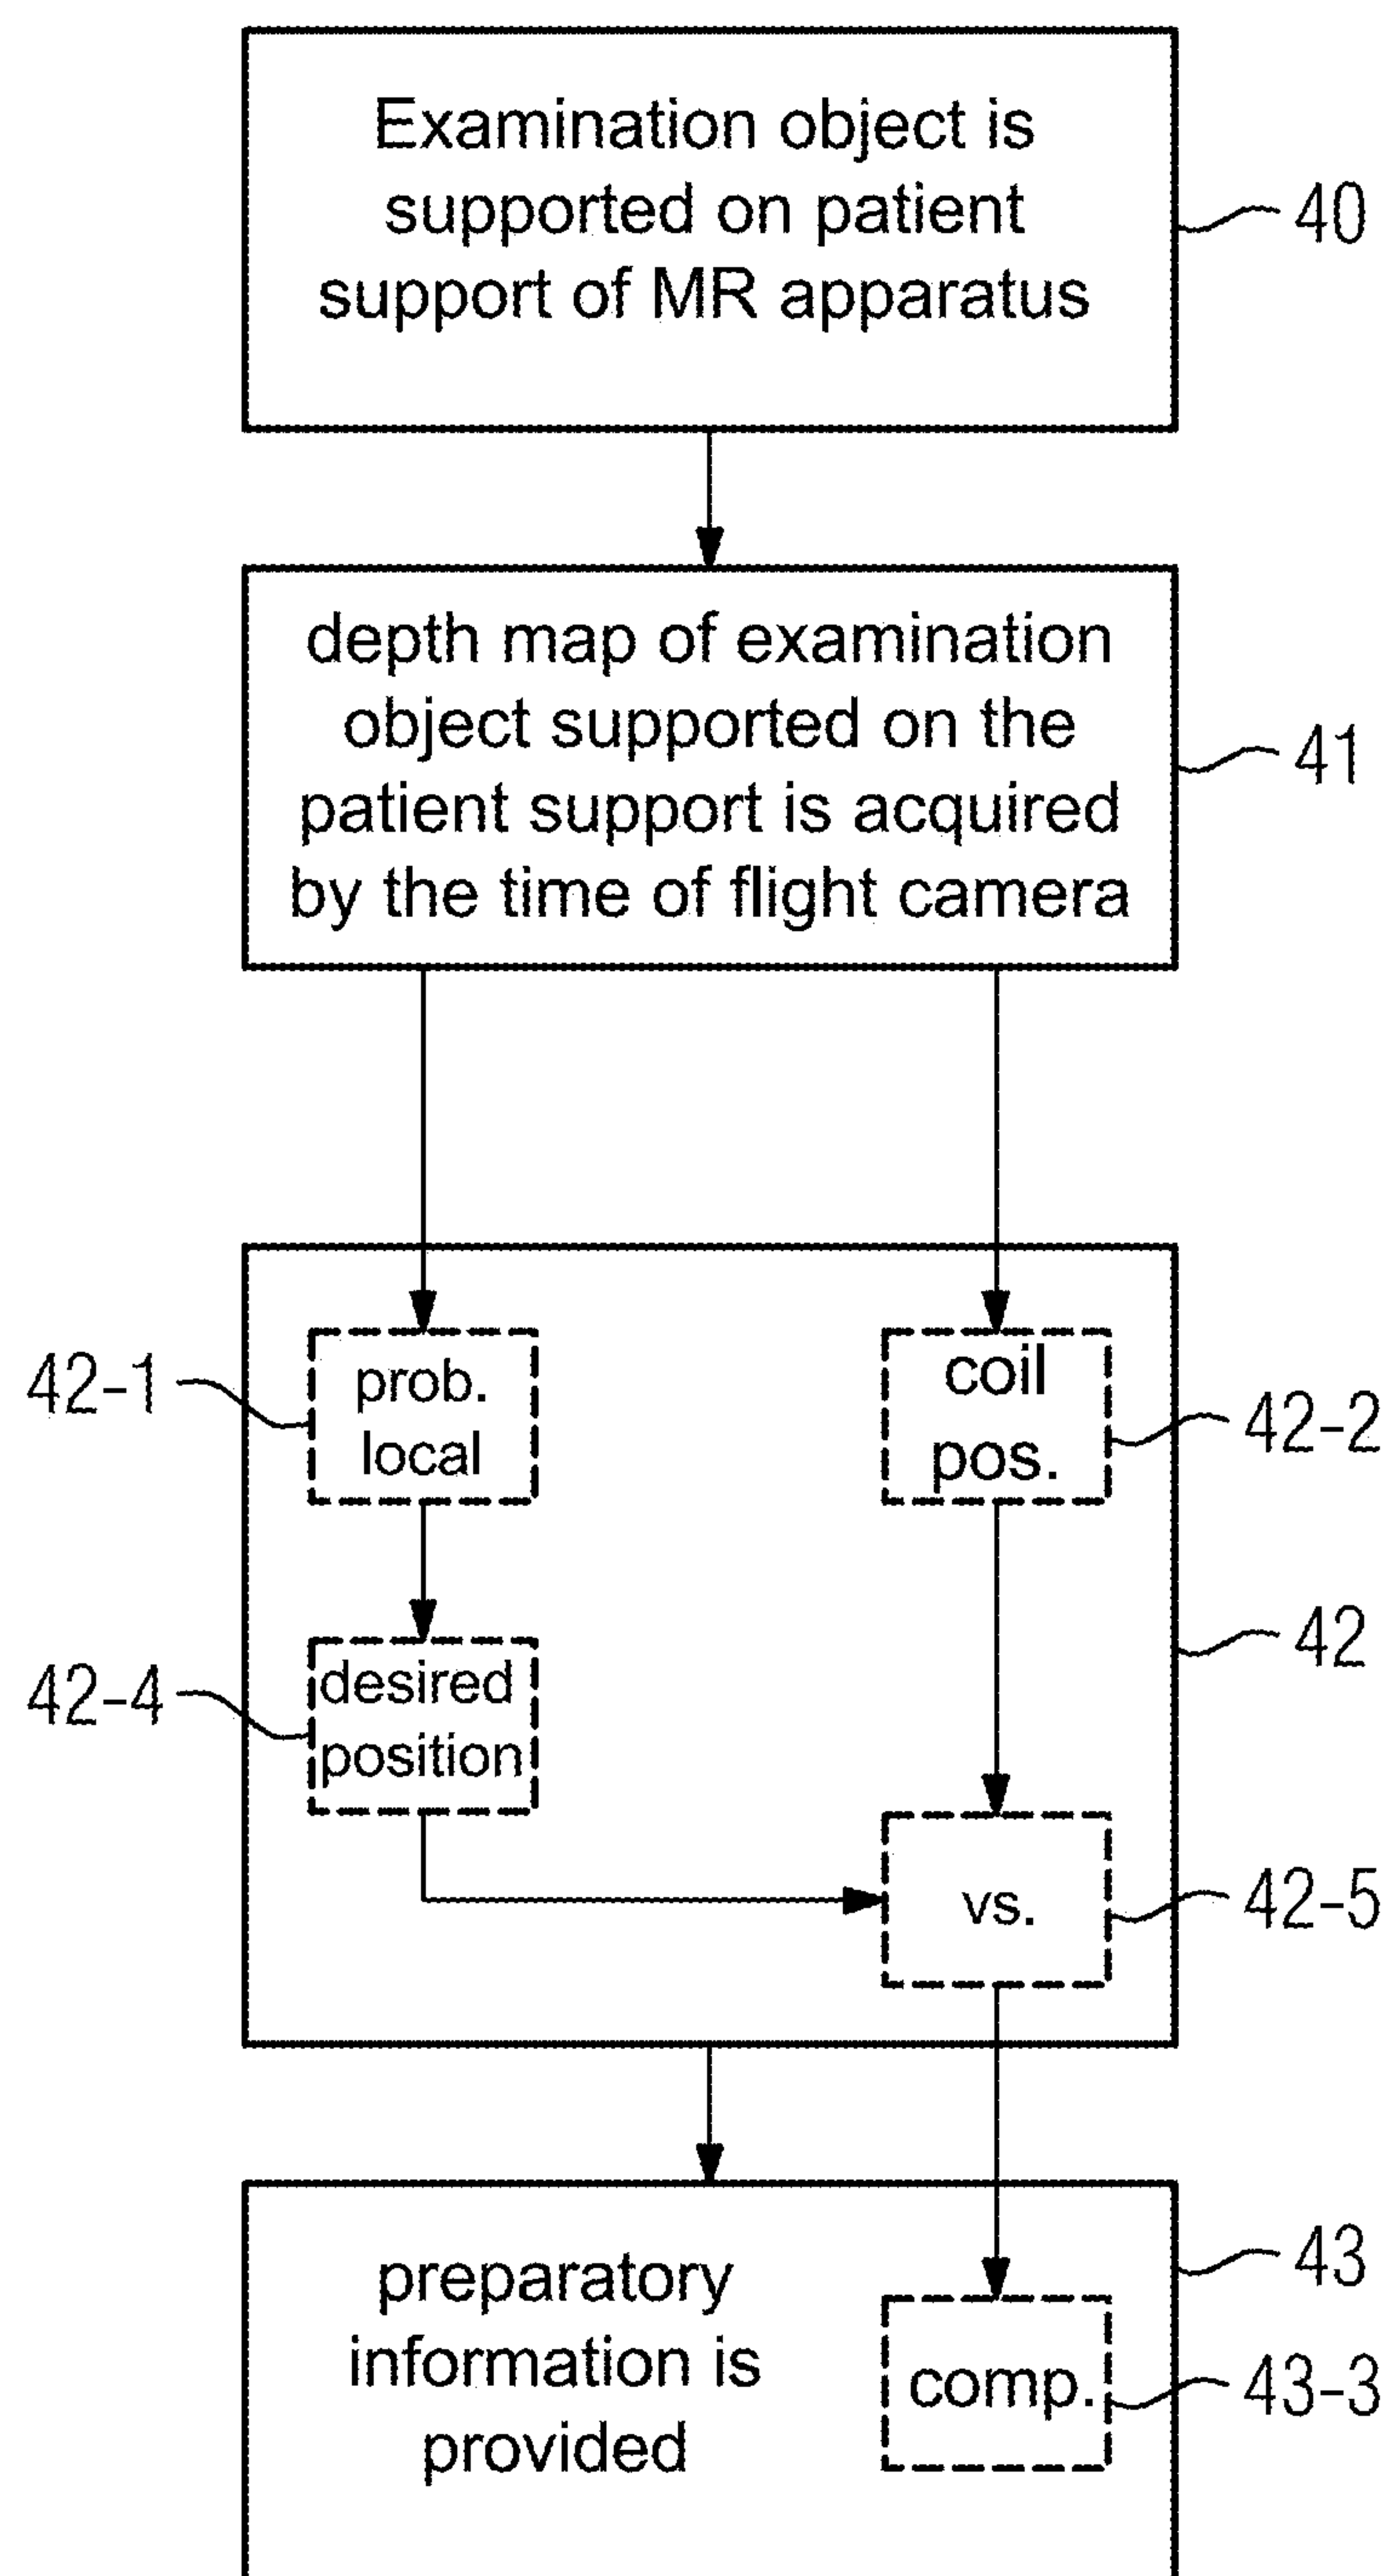 Examination object is
supported on patient
support of MR apparatus
40
depth map of examination
object supported on the
patient support is acquired
by the time of flight camera
41
42-1
prob.
local
coil
pos.
42-2
42
42-4
desired
position
vs.
42-5
preparatory
information is
provided
43
comp.
43-3